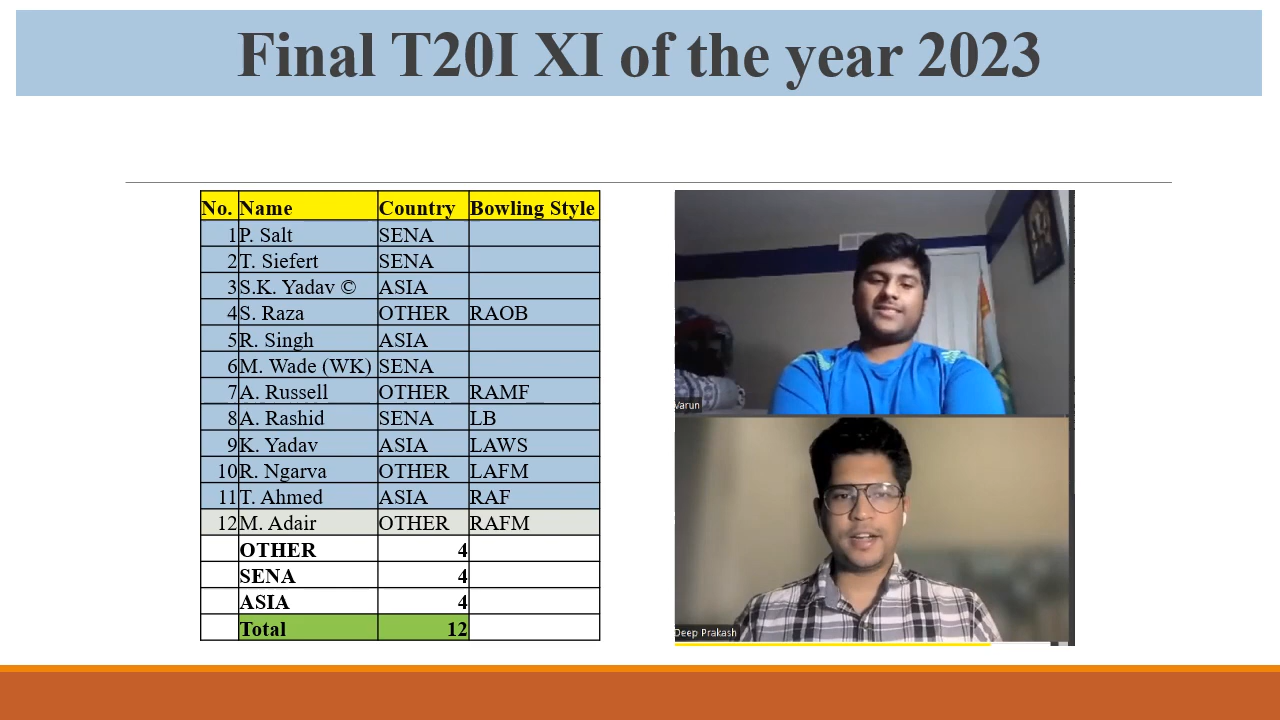 Final T20I XI of the year 2023
No. Name Country Bowling Style
1 P. Salt SENA
2 T. Siefert SENA
3 S.K. Yadav © ASIA
4 S. Raza OTHER RAOB
5 R. Singh ASIA
6 M. Wade (WK) SENA
7 A. Russell OTHER RAMF
8 A. Rashid SENA LB
9 K. Yadav ASIA LAWS
10 R. Ngarva OTHER LAFM
11 T. Ahmed ASIA RAF
12 M. Adair OTHER RAFM
OTHER 4
SENA 4
ASIA 4
Total 12
Varun
Deep Prakash